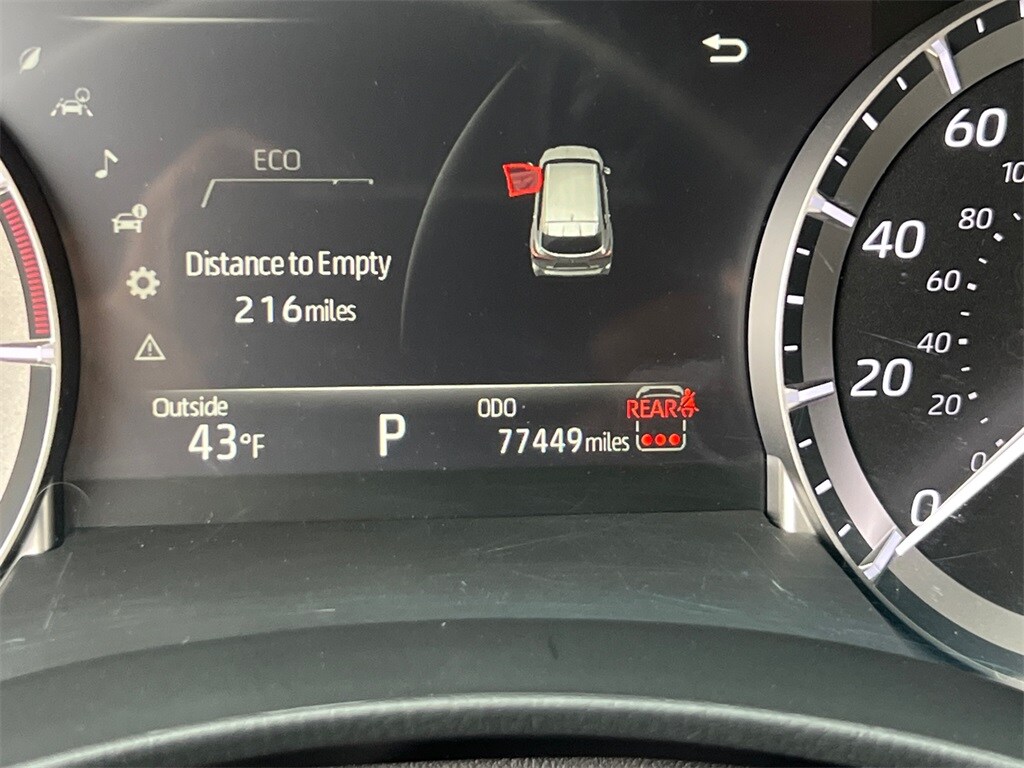 ECO
Distance to Empty
216 miles
Outside
43°F
P
ODO
77449 miles
REAR
60
40
20
0
80
60
40
20
0